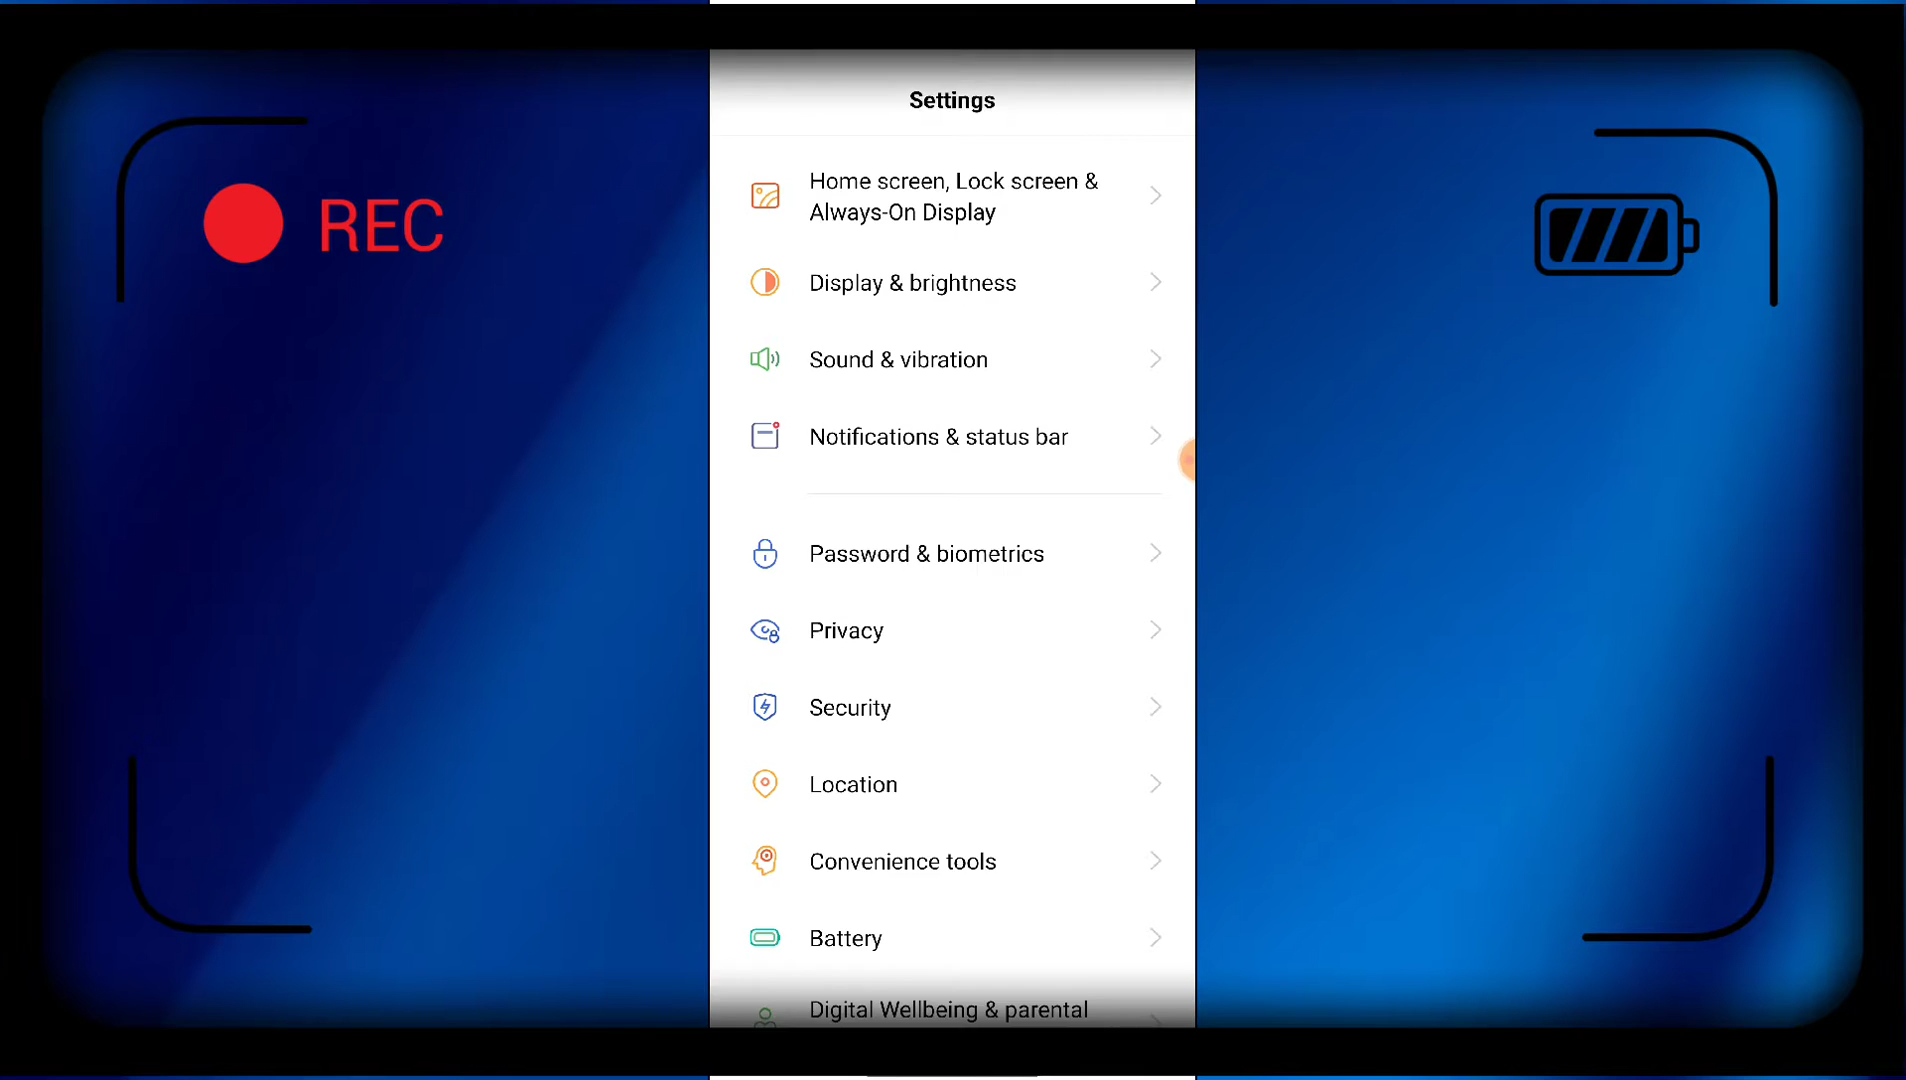 Settings
REC
Home screen, Lock screen &
Always-On Display
Display & brightness
Sound & vibration
Notifications & status bar
Password & biometrics
Privacy
Security
Location
Convenience tools
Battery
Digital Wellbeing & parental